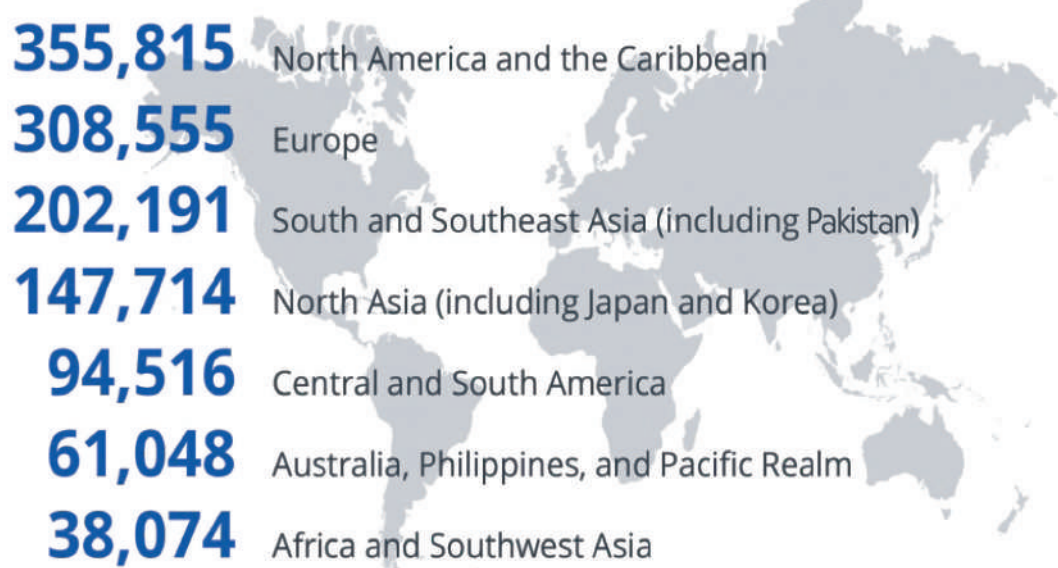 355,815 North America and the Caribbean
308,555 Europe
202,191 South and Southeast Asia (including Pakistan)
147,714 North Asia (including Japan and Korea)
94,516 Central and South America
61,048 Australia, Philippines, and Pacific Realm
38,074 Africa and Southwest Asia